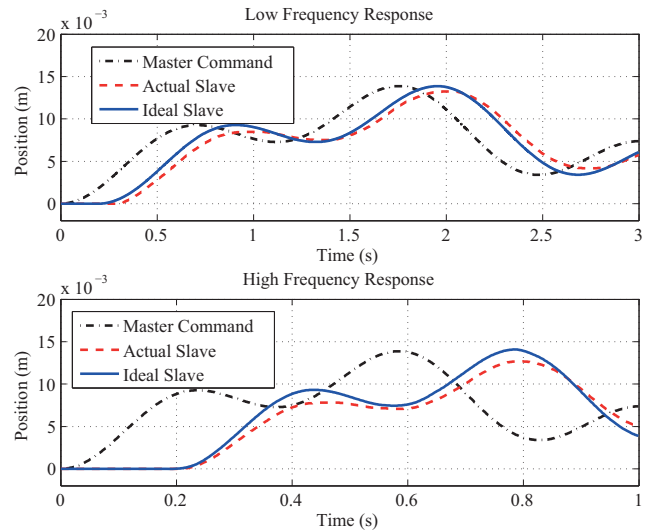 Low Frequency Response
x 10⁻³
20
15
10
5
0
Position (m)
Master Command
Actual Slave
Ideal Slave
0 0.5 1 1.5 2 2.5 3
Time (s)
High Frequency Response
x 10⁻³
20
15
10
5
0
Position (m)
Master Command
Actual Slave
Ideal Slave
0 0.2 0.4 0.6 0.8 1
Time (s)